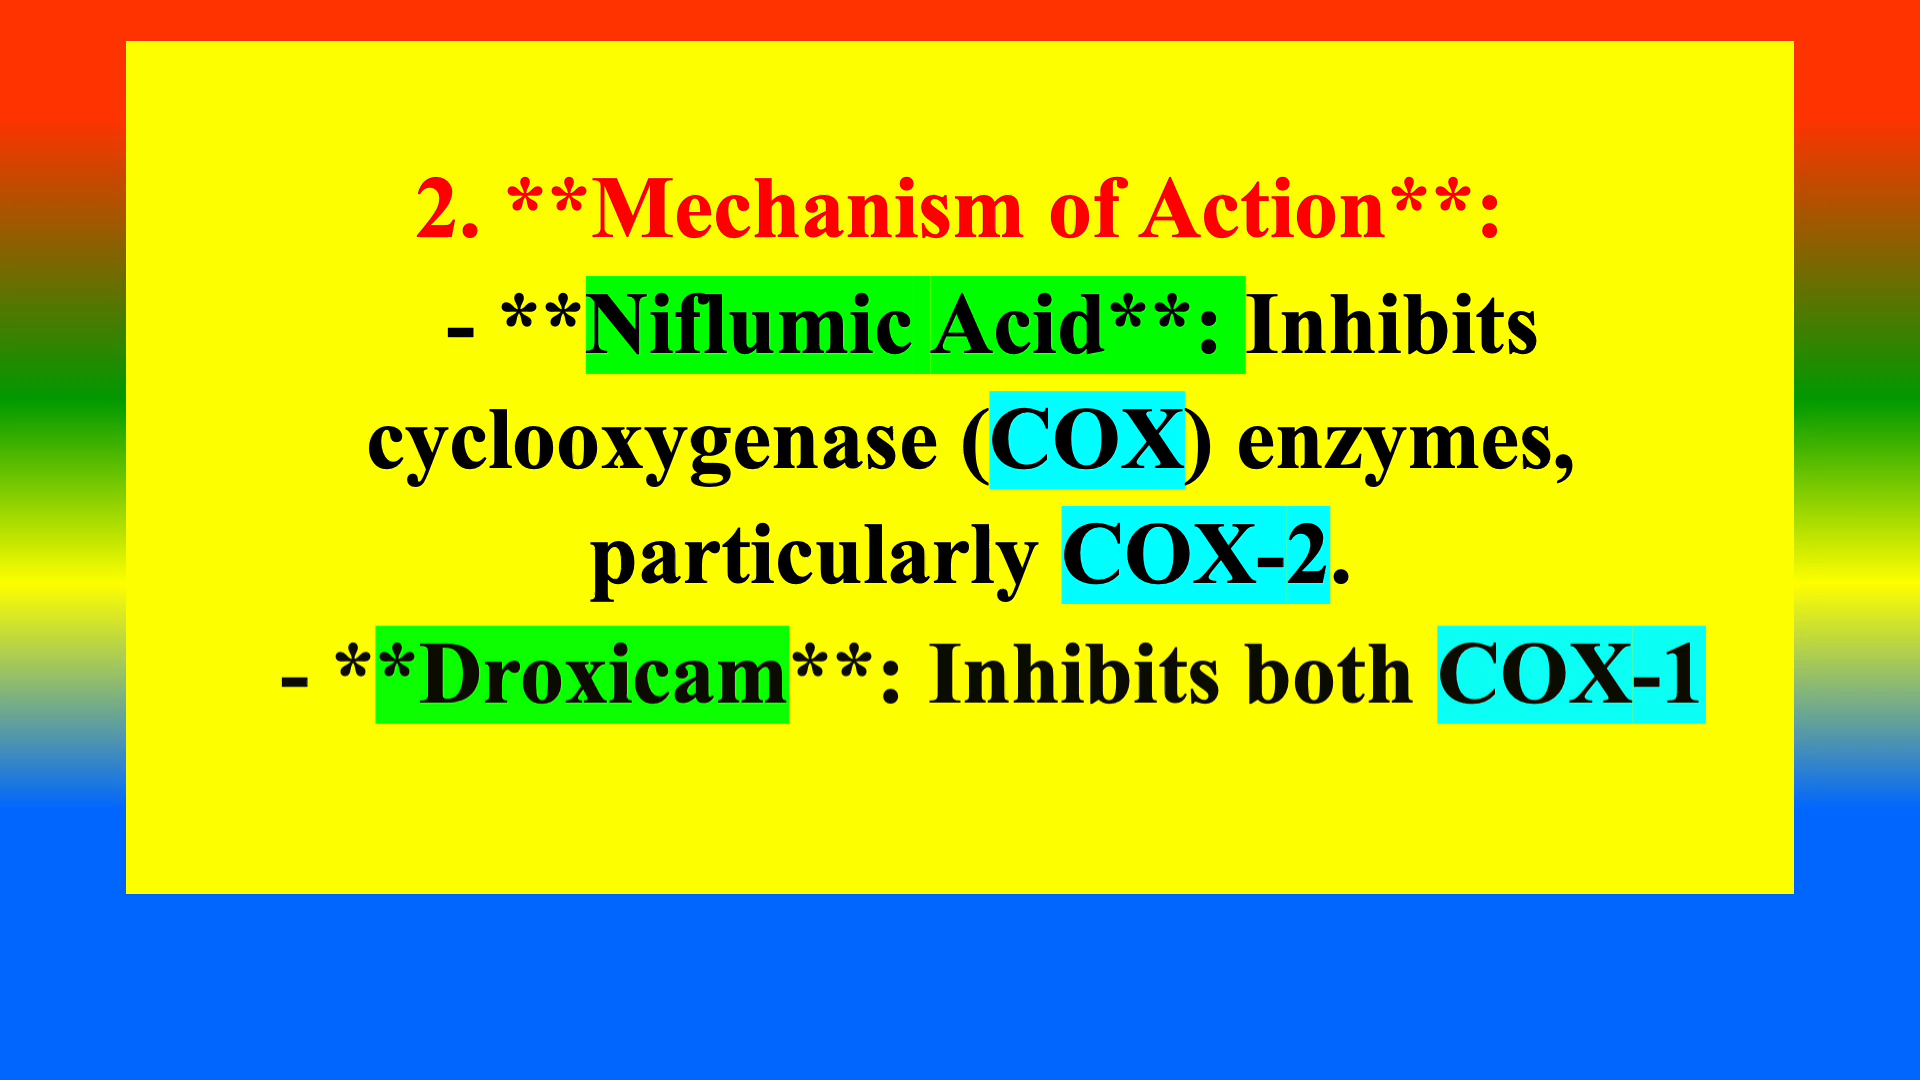 2. **Mechanism of Action**:
- **Niflumic Acid**: Inhibits
cyclooxygenase (COX) enzymes,
particularly COX-2.
- **Droxicam**: Inhibits both COX-1